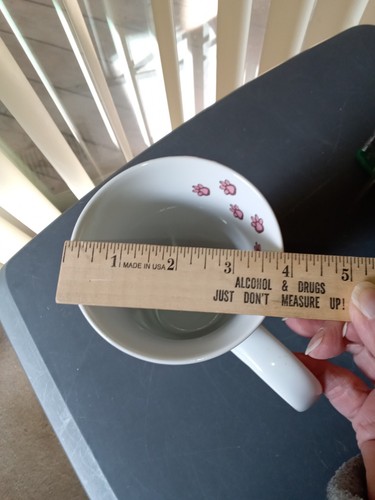 1 MADE IN USA 2 3 4 5
ALCOHOL & DRUGS
JUST DON'T MEASURE UP!